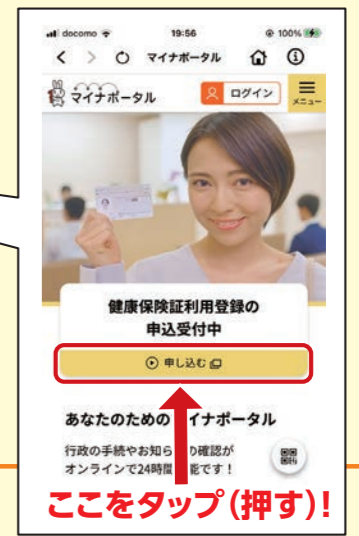 docomo 19:56 100%
マイナポータル
マイナポータル ログイン メニュー
健康保険証利用登録の
申込受付中
申し込む
あなたのための イナポータル
行政の手続やお知ら の確認が
オンラインで24時間 能です！
ここをタップ（押す）！